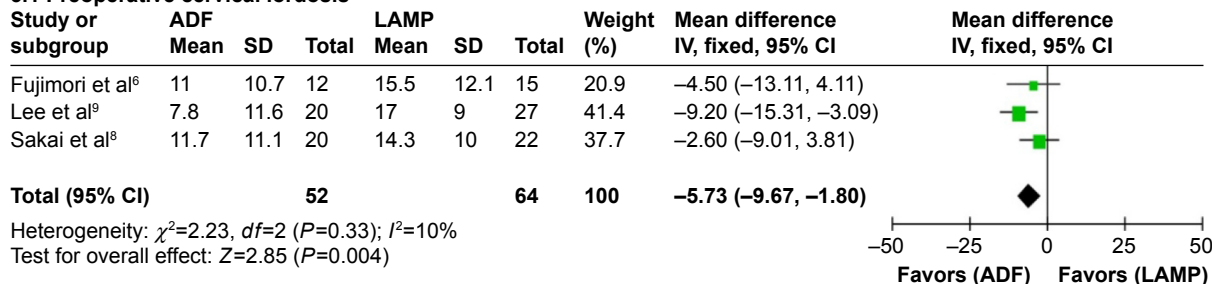 Study or ADF LAMP Weight Mean difference Mean difference
subgroup Mean SD Total Mean SD Total (%) IV, fixed, 95% CI IV, fixed, 95% CI
Fujimori et al⁶ 11 10.7 12 15.5 12.1 15 20.9 –4.50 (–13.11, 4.11)
Lee et al⁹ 7.8 11.6 20 17 9 27 41.4 –9.20 (–15.31, –3.09)
Sakai et al⁸ 11.7 11.1 20 14.3 10 22 37.7 –2.60 (–9.01, 3.81)
Total (95% CI) 52 64 100 –5.73 (–9.67, –1.80)
Heterogeneity: χ²=2.23, df=2 (P=0.33); I²=10%
Test for overall effect: Z=2.85 (P=0.004)
–50 –25 0 25 50
Favors (ADF) Favors (LAMP)